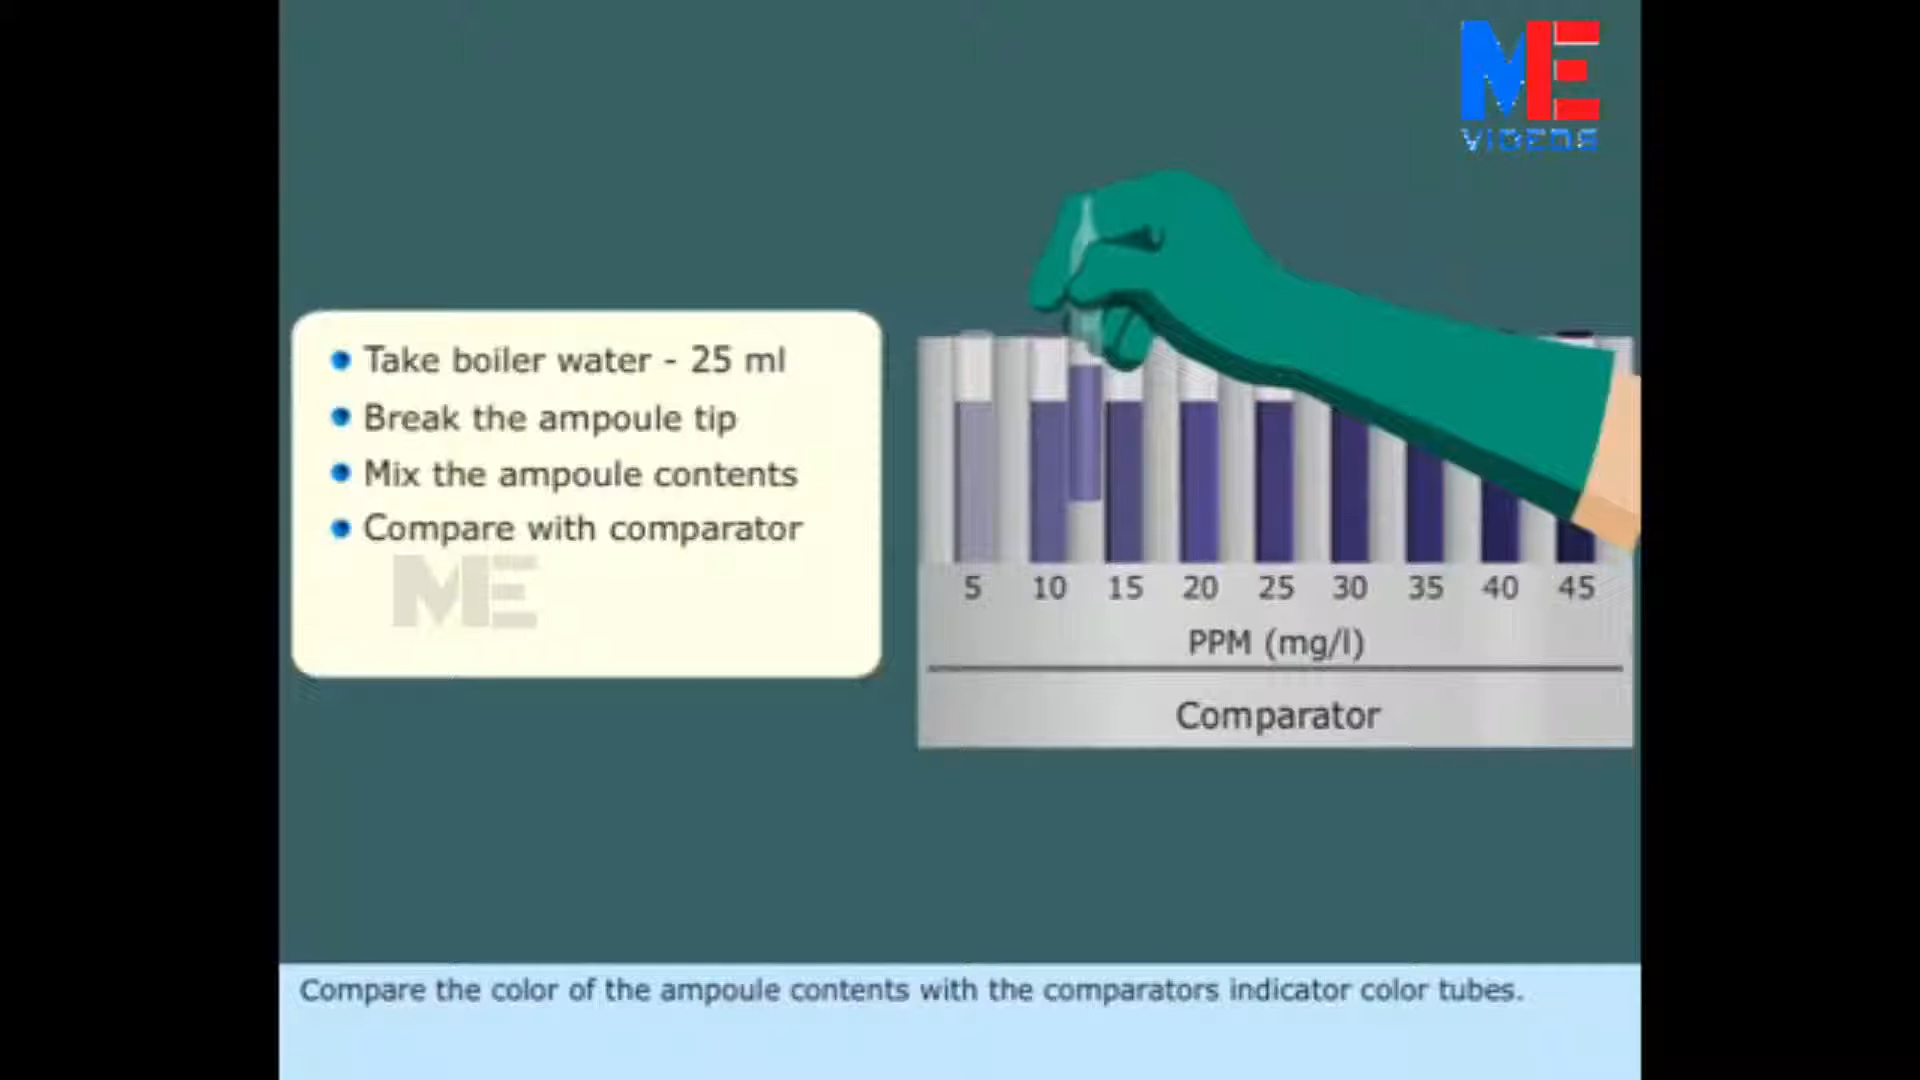 ME
VIDEOS
Take boiler water - 25 ml
Break the ampoule tip
Mix the ampoule contents
Compare with comparator
ME
5 10 15 20 25 30 35 40 45
PPM (mg/l)
Comparator
Compare the color of the ampoule contents with the comparators indicator color tubes.